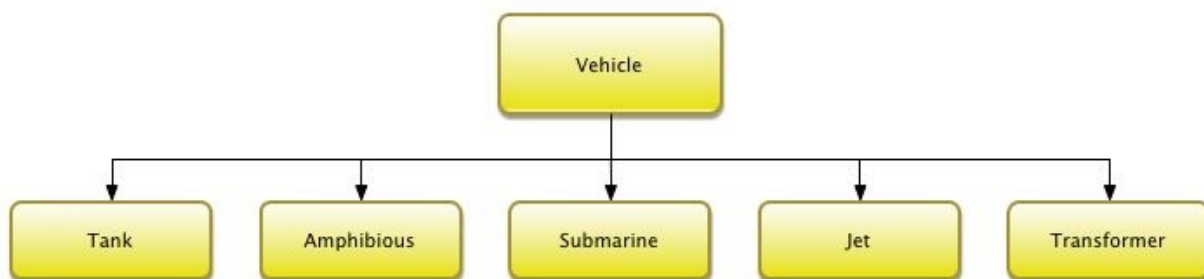 Vehicle
Tank
Amphibious
Submarine
Jet
Transformer